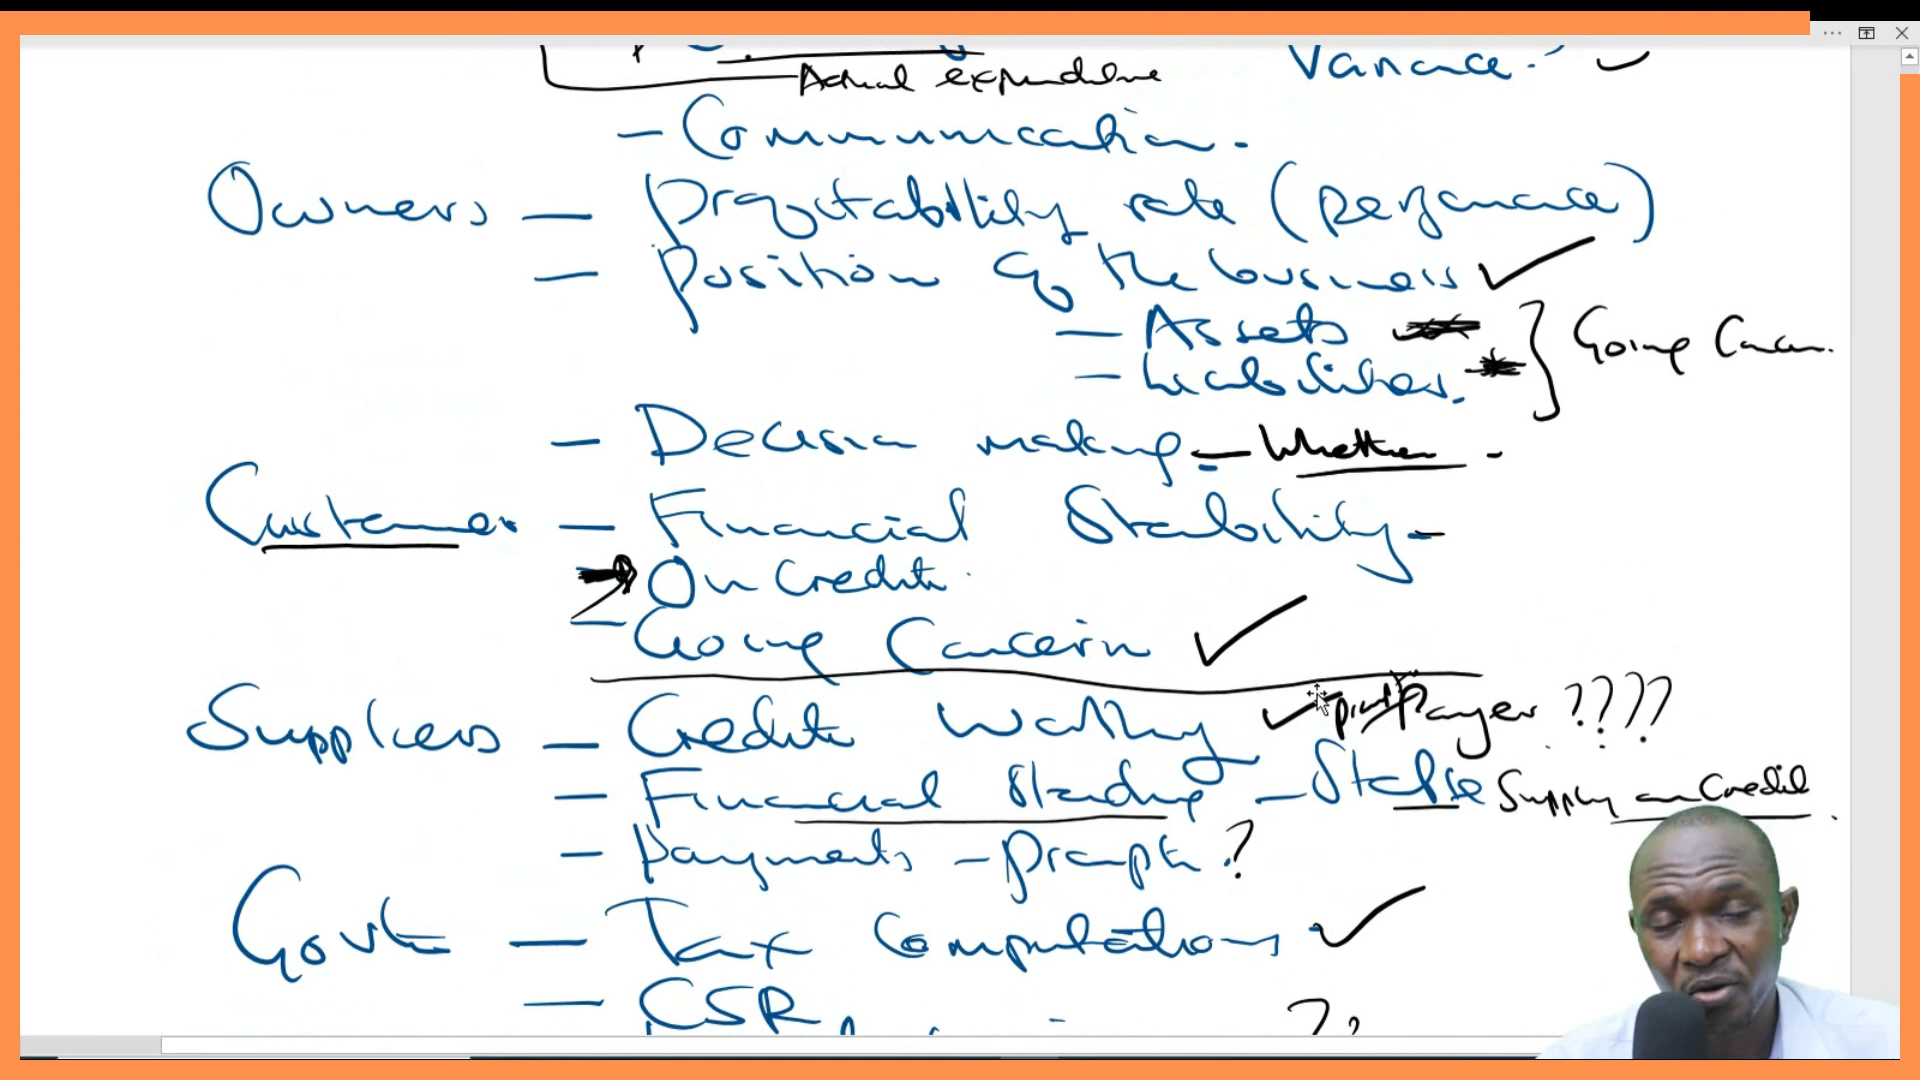 Actual expenditure
Variance? ✓
- Communication.
Owners - Profitability rate (performance)
- Position of the business ✓
- Assets
- Liabilities. } Going Concern.
- Decision making - Whether -
Customer - Financial Stability -
- On Credit.
- Going Concern ✓
Suppliers - Credit Worthy ✓ Payer ????
- Financial Standing - Stable Supply on Credit.
- Payments - prompt?
Govt - Tax Computations ✓
- CSR
??